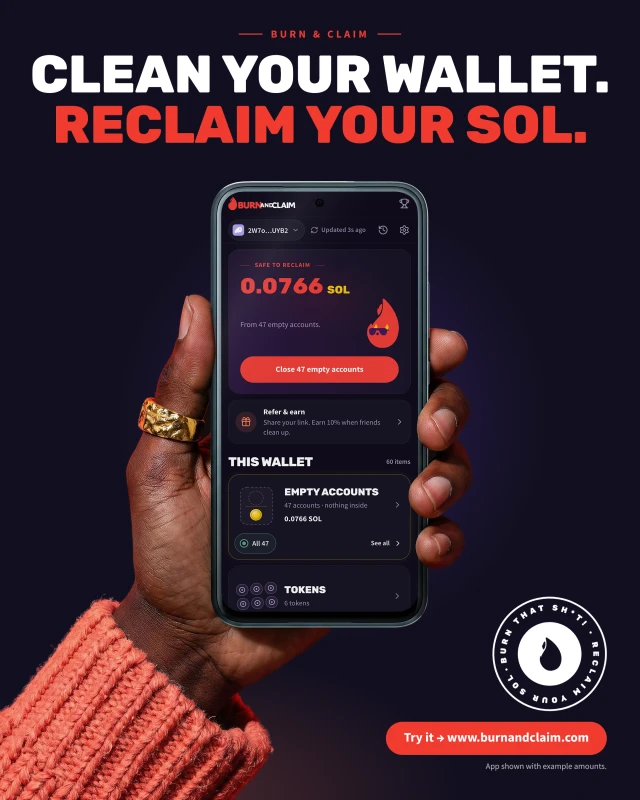 BURN & CLAIM
CLEAN YOUR WALLET.
RECLAIM YOUR SOL.
BURNANDCLAIM
2W7o...UYB2
Updated 3s ago
SAFE TO RECLAIM
0.0766 SOL
From 47 empty accounts.
Close 47 empty accounts
Refer & earn
Share your link. Earn 10% when friends
clean up.
THIS WALLET
60 items
EMPTY ACCOUNTS
47 accounts · nothing inside
0.0766 SOL
All 47
See all
TOKENS
6 tokens
BURN THAT SH*T! · RECLAIM YOUR SOL ·
Try it → www.burnandclaim.com
App shown with example amounts.